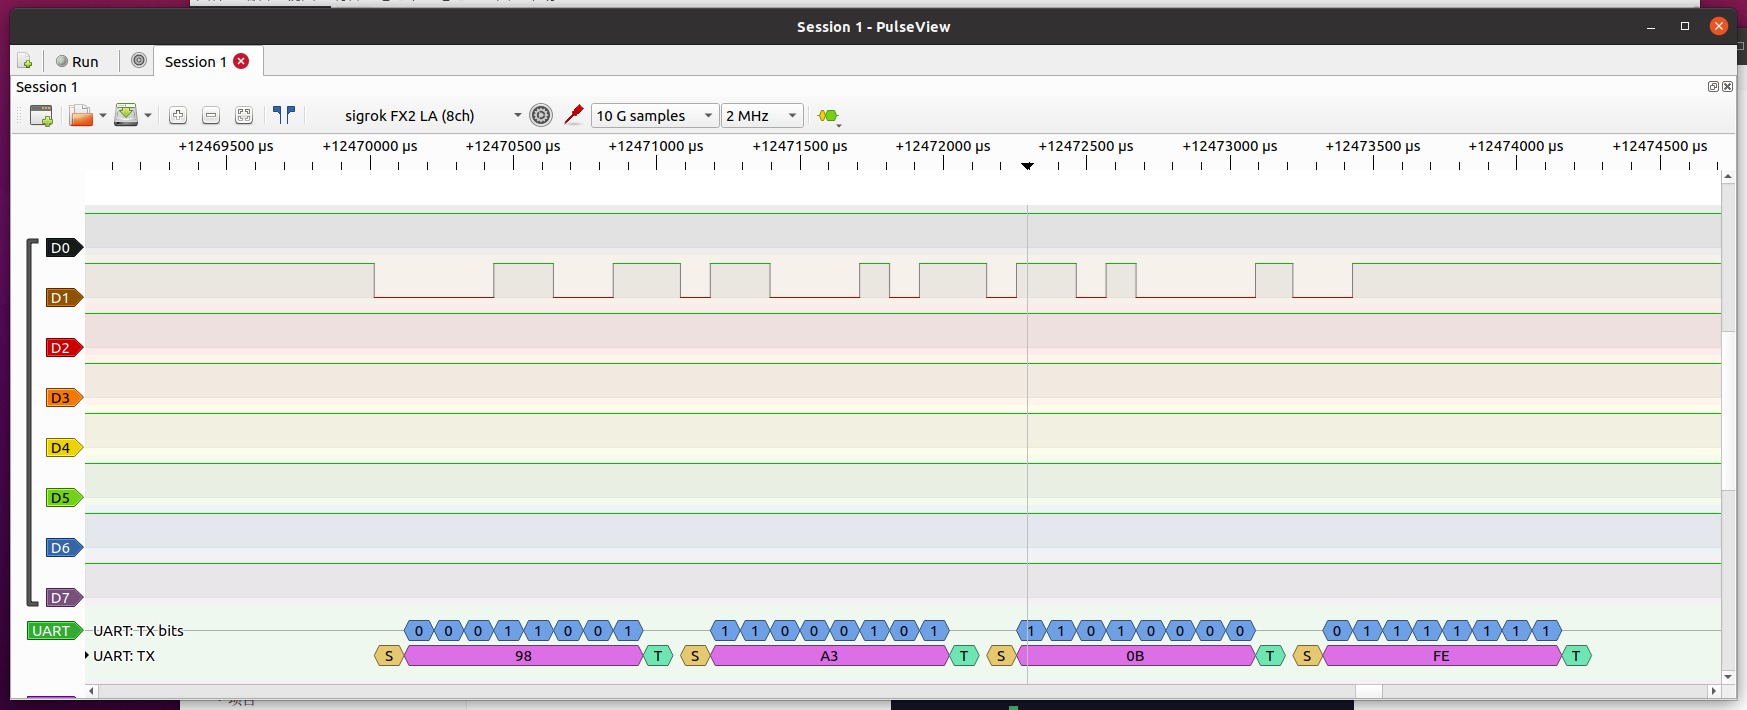 Session 1 - PulseView
Run
Session 1
Session 1
sigrok FX2 LA (8ch)
10 G samples
2 MHz
+12469500 µs +12470000 µs +12470500 µs +12471000 µs +12471500 µs +12472000 µs +12472500 µs +12473000 µs +12473500 µs +12474000 µs +12474500 µs
D0
D1
D2
D3
D4
D5
D6
D7
UART UART: TX bits 0 0 0 1 1 0 0 1 1 1 0 0 0 1 0 1 1 1 0 1 0 0 0 0 0 1 1 1 1 1 1 1
UART: TX S 98 T S A3 T S 0B T S FE T
项目